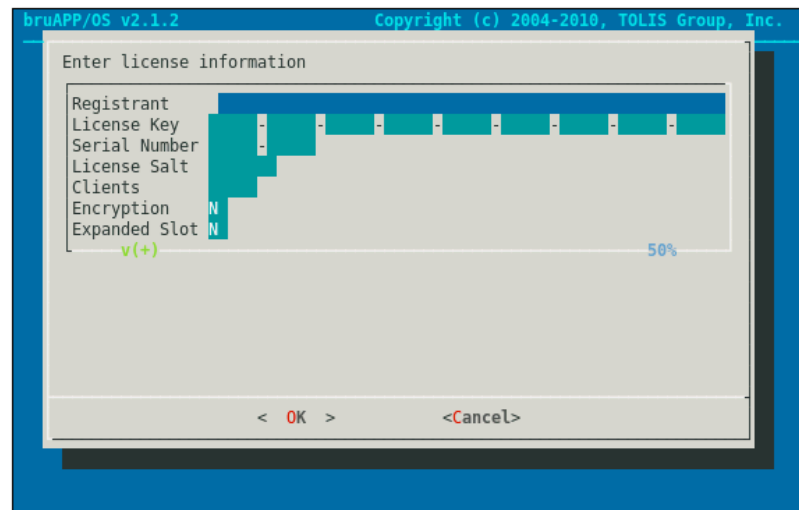 bruAPP/OS v2.1.2 Copyright (c) 2004-2010, TOLIS Group, Inc.
Enter license information
Registrant
License Key - - - - - - - -
Serial Number -
License Salt
Clients
Encryption N
Expanded Slot N
v(+) 50%
< OK > <Cancel>